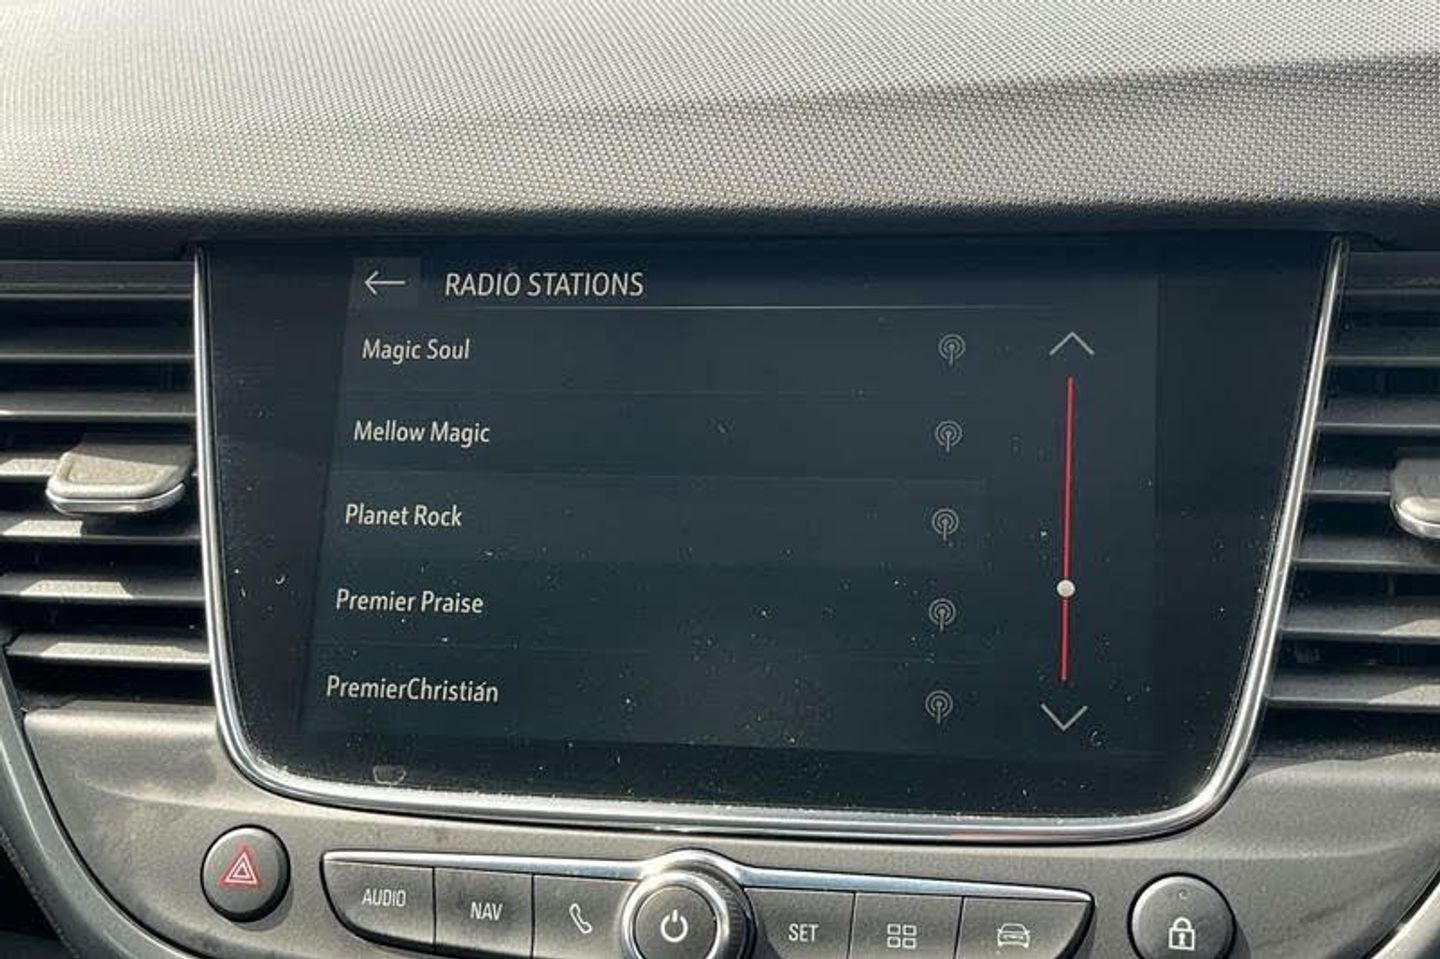 RADIO STATIONS
Magic Soul
Mellow Magic
Planet Rock
Premier Praise
PremierChristian
AUDIO
NAV
SET